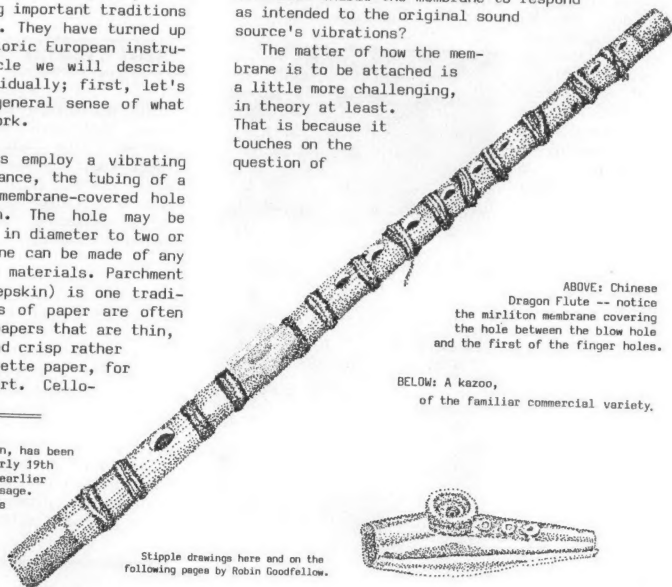 g important traditions
. They have turned up
toric European instru-
cle we will describe
vidually; first, let's
general sense of what
ork.
s employ a vibrating
tance, the tubing of a
membrane-covered hole
n. The hole may be
in diameter to two or
ne can be made of any
materials. Parchment
epskin) is one tradi-
s of paper are often
apers that are thin,
d crisp rather
ette paper, for
rt. Cello-
n, has been
rly 19th
earlier
sage.
s
membrane to respond
as intended to the original sound
source's vibrations?
The matter of how the mem-
brane is to be attached is
a little more challenging,
in theory at least.
That is because it
touches on the
question of
ABOVE: Chinese
Dragon Flute -- notice
the mirliton membrane covering
the hole between the blow hole
and the first of the finger holes.
BELOW: A kazoo,
of the familiar commercial variety.
Stipple drawings here and on the
following pages by Robin Goodfellow.